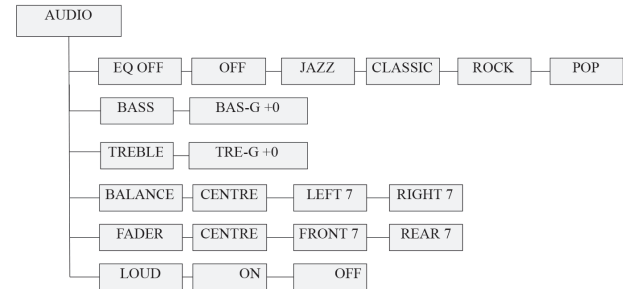 AUDIO
EQ OFF OFF JAZZ CLASSIC ROCK POP
BASS BAS-G +0
TREBLE TRE-G +0
BALANCE CENTRE LEFT 7 RIGHT 7
FADER CENTRE FRONT 7 REAR 7
LOUD ON OFF